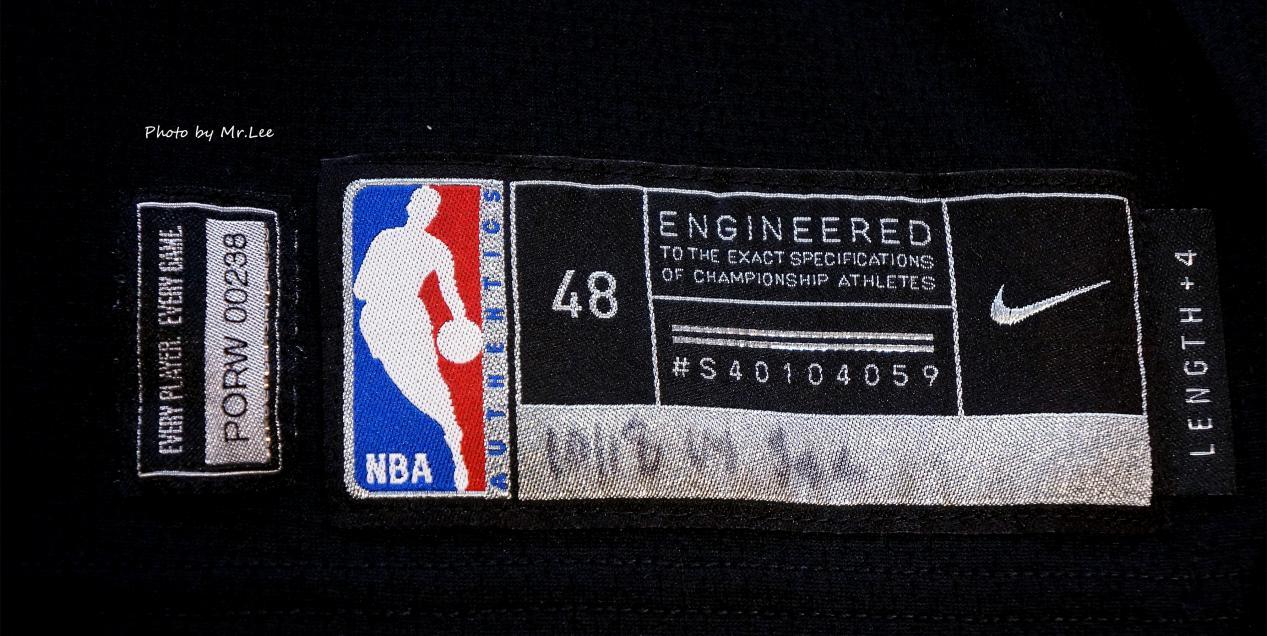 Photo by Mr.Lee
EVERY PLAYER. EVERY GAME
PORW 00238
NBA
AUTHENTICS
48
ENGINEERED
TO THE EXACT SPECIFICATIONS
OF CHAMPIONSHIP ATHLETES
#S40104059
LENGTH +4